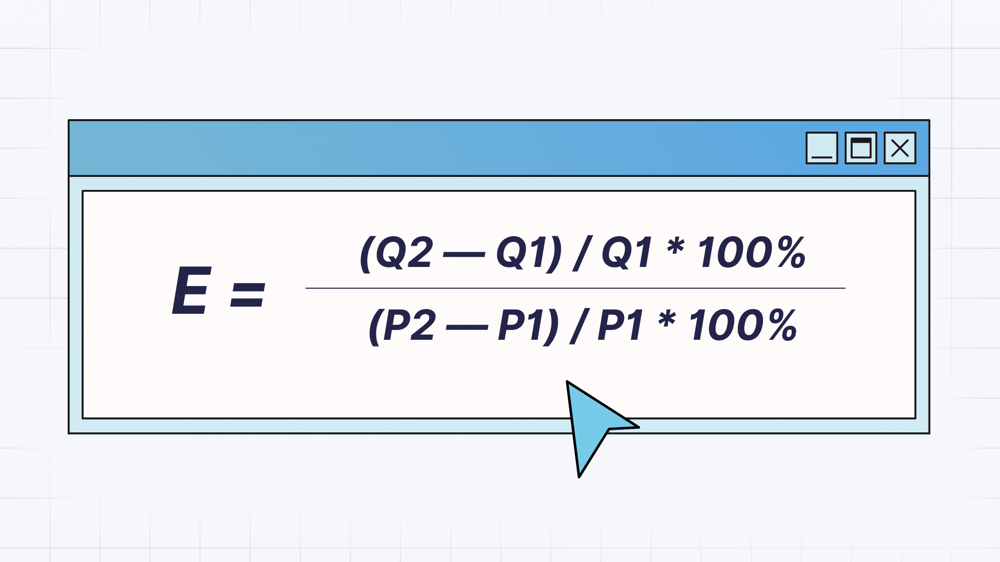 E =
(Q2 — Q1) / Q1 * 100%
(P2 — P1) / P1 * 100%